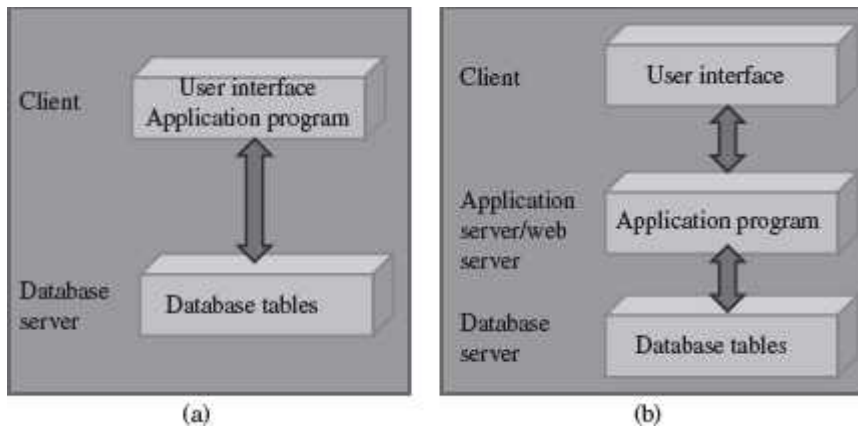 Client
User interface
Application program
Database
server
Database tables
(a)
Client
User interface
Application
server/web
server
Application program
Database
server
Database tables
(b)